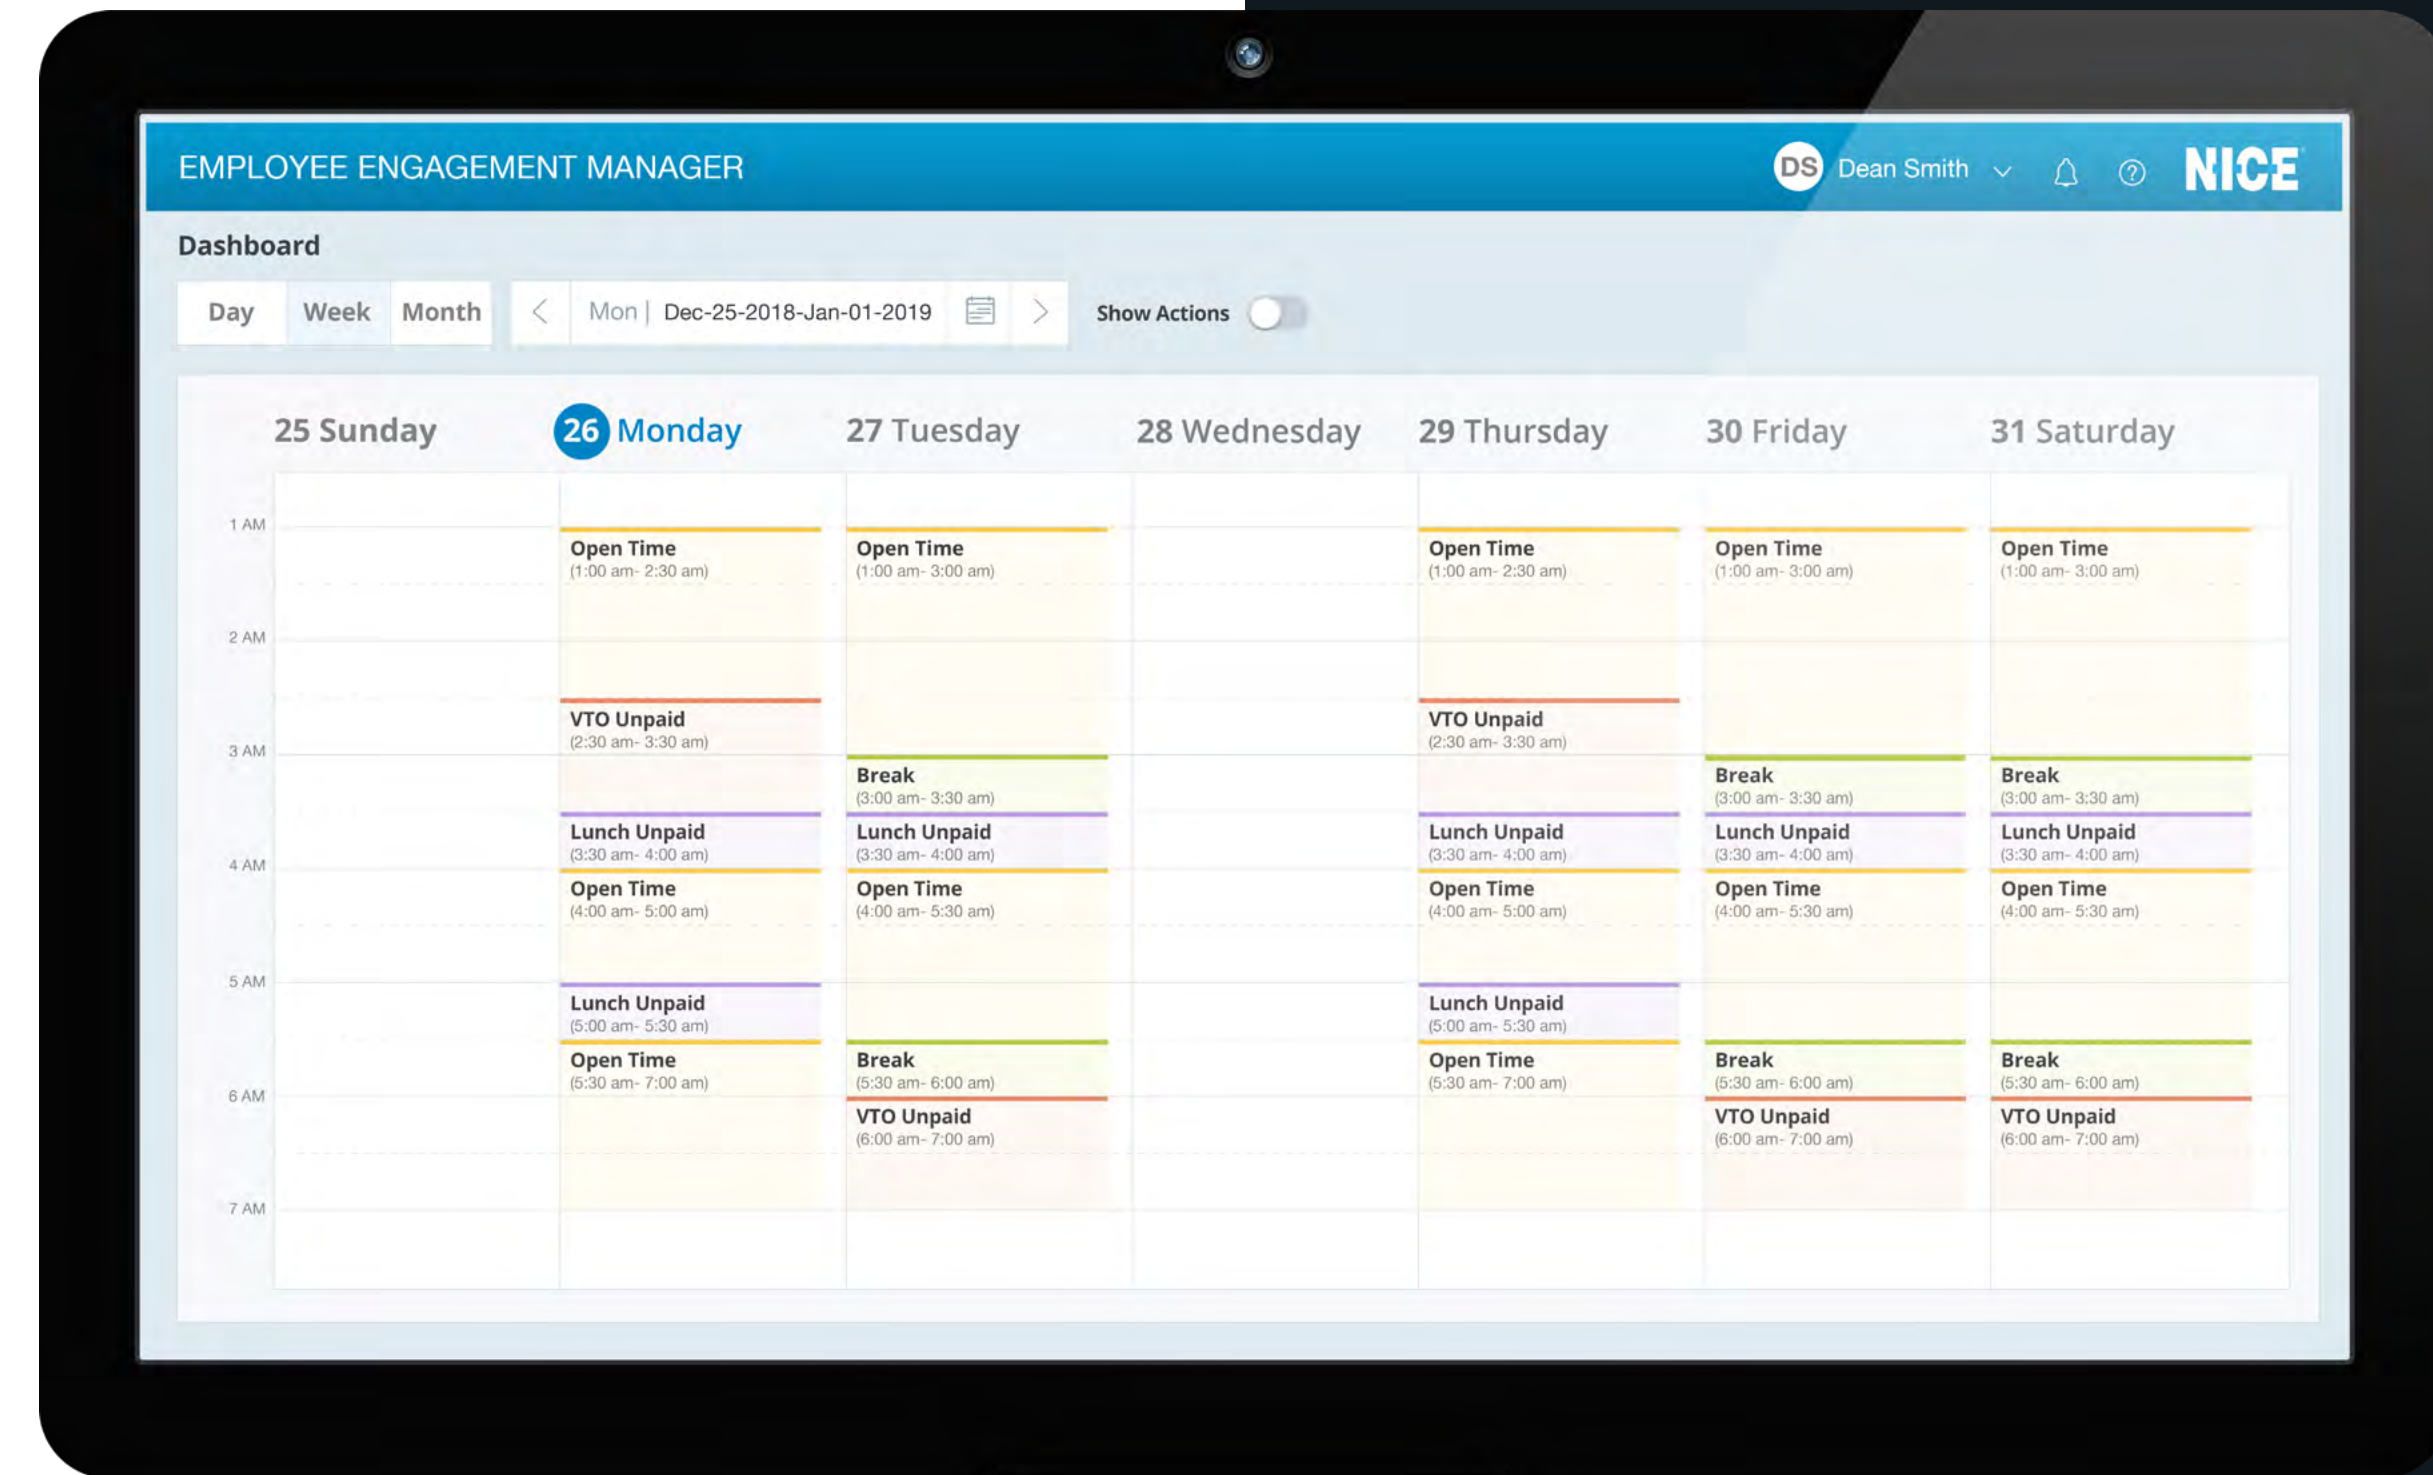 EMPLOYEE ENGAGEMENT MANAGER
DS Dean Smith ? NICE
Dashboard
Day Week Month < Mon | Dec-25-2018-Jan-01-2019 > Show Actions
25 Sunday 26 Monday 27 Tuesday 28 Wednesday 29 Thursday 30 Friday 31 Saturday
1 AM
Open Time Open Time Open Time Open Time Open Time
(1:00 am- 2:30 am) (1:00 am- 3:00 am) (1:00 am- 2:30 am) (1:00 am- 3:00 am) (1:00 am- 3:00 am)
2 AM
VTO Unpaid VTO Unpaid
(2:30 am- 3:30 am) (2:30 am- 3:30 am)
3 AM
Break Break Break
(3:00 am- 3:30 am) (3:00 am- 3:30 am) (3:00 am- 3:30 am)
Lunch Unpaid Lunch Unpaid Lunch Unpaid Lunch Unpaid Lunch Unpaid
(3:30 am- 4:00 am) (3:30 am- 4:00 am) (3:30 am- 4:00 am) (3:30 am- 4:00 am) (3:30 am- 4:00 am)
4 AM
Open Time Open Time Open Time Open Time Open Time
(4:00 am- 5:00 am) (4:00 am- 5:30 am) (4:00 am- 5:00 am) (4:00 am- 5:30 am) (4:00 am- 5:30 am)
5 AM
Lunch Unpaid Lunch Unpaid
(5:00 am- 5:30 am) (5:00 am- 5:30 am)
Open Time Break Open Time Break Break
(5:30 am- 7:00 am) (5:30 am- 6:00 am) (5:30 am- 7:00 am) (5:30 am- 6:00 am) (5:30 am- 6:00 am)
6 AM
VTO Unpaid VTO Unpaid VTO Unpaid
(6:00 am- 7:00 am) (6:00 am- 7:00 am) (6:00 am- 7:00 am)
7 AM